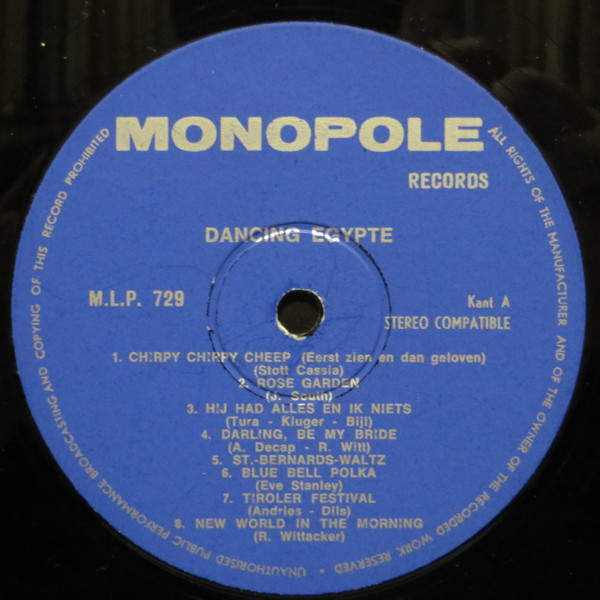 MONOPOLE
RECORDS
DANCING EGYPTE
M.L.P. 729
Kant A
STEREO COMPATIBLE
1. CHIRPY CHIRPY CHEEP (Eerst zien en dan geloven)
(Stott Cassia)
2. ROSE GARDEN
(J. South)
3. HIJ HAD ALLES EN IK NIETS
(Tura - Kluger - Bijl)
4. DARLING, BE MY BRIDE
(A. Decap - R. Witt)
5. ST.-BERNARDS-WALTZ
6. BLUE BELL POLKA
(Eve Stanley)
7. TIROLER FESTIVAL
(Andries - Dils)
8. NEW WORLD IN THE MORNING
(R. Wittacker)
ALL RIGHTS OF THE MANUFACTURER AND OF THE OWNER OF THE RECORDED WORK RESERVED • UNAUTHORISED PUBLIC PERFORMANCE BROADCASTING AND COPYING OF THIS RECORD PROHIBITED